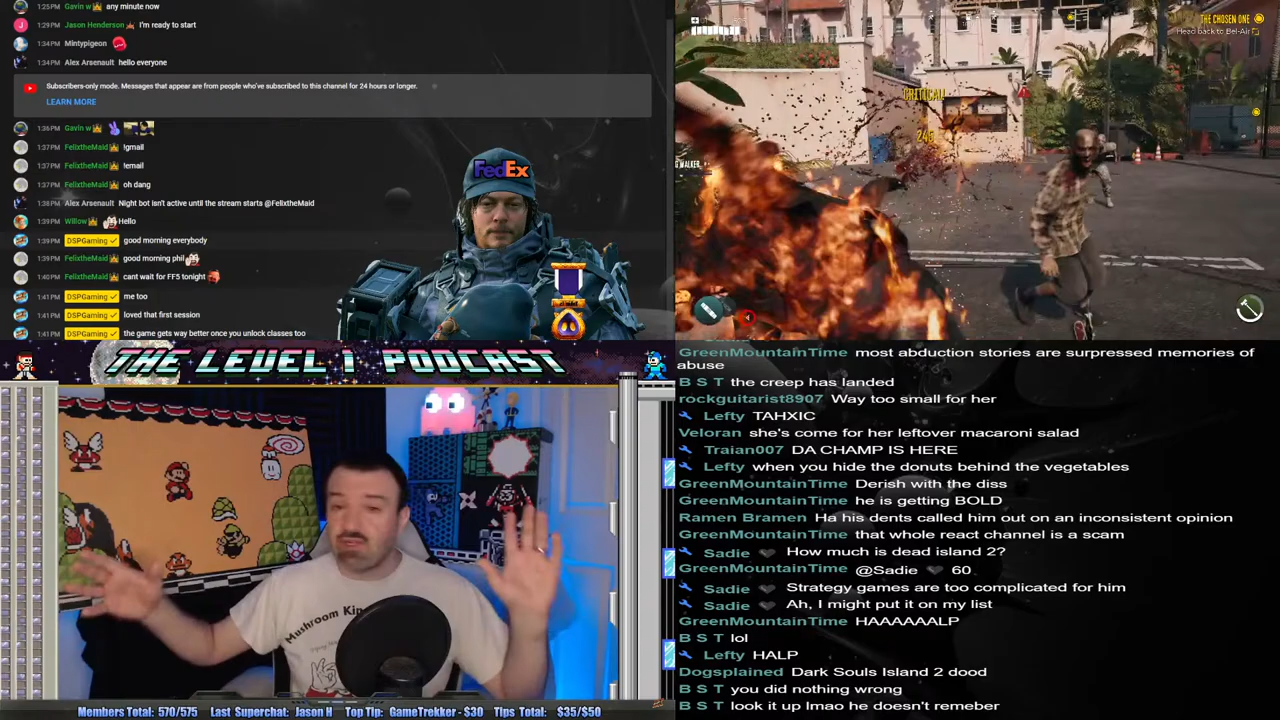 1:25PM Gavin w any minute now
1:29PM Jason Henderson I'm ready to start
1:34PM Mintypigeon
1:34PM Alex Arsenault hello everyone
Subscribers-only mode. Messages that appear are from people who've subscribed to this channel for 24 hours or longer.
LEARN MORE
1:36PM Gavin w
1:37PM FelixtheMaid !gmail
1:37PM FelixtheMaid !email
1:37PM FelixtheMaid oh dang
1:38PM Alex Arsenault Night bot isn't active until the stream starts @FelixtheMaid
1:39PM Willow Hello
1:39PM DSPGaming good morning everybody
1:39PM FelixtheMaid good morning phil
1:40PM FelixtheMaid cant wait for FF5 tonight
1:41PM DSPGaming me too
1:41PM DSPGaming loved that first session
1:41PM DSPGaming the game gets way better once you unlock classes too
FedEx
THE CHOSEN ONE
Head back to Bel-Air
CRITICAL!
245
WALKER
THE LEVEL 1 PODCAST
Mushroom Kin
GreenMountainTime most abduction stories are surpressed memories of
abuse
B S T the creep has landed
rockguitarist8907 Way too small for her
Lefty TAHXIC
Veloran she's come for her leftover macaroni salad
Traian007 DA CHAMP IS HERE
Lefty when you hide the donuts behind the vegetables
GreenMountainTime Derish with the diss
GreenMountainTime he is getting BOLD
Ramen Bramen Ha his dents called him out on an inconsistent opinion
GreenMountainTime that whole react channel is a scam
Sadie How much is dead island 2?
GreenMountainTime @Sadie 60
Sadie Strategy games are too complicated for him
Sadie Ah, I might put it on my list
GreenMountainTime HAAAAAALP
B S T lol
Lefty HALP
Dogsplained Dark Souls Island 2 dood
B S T you did nothing wrong
B S T look it up lmao he doesn't remeber
Members Total: 570/575 Last Superchat: Jason H Top Tip: GameTrekker - $30 Tips Total: $35/$50